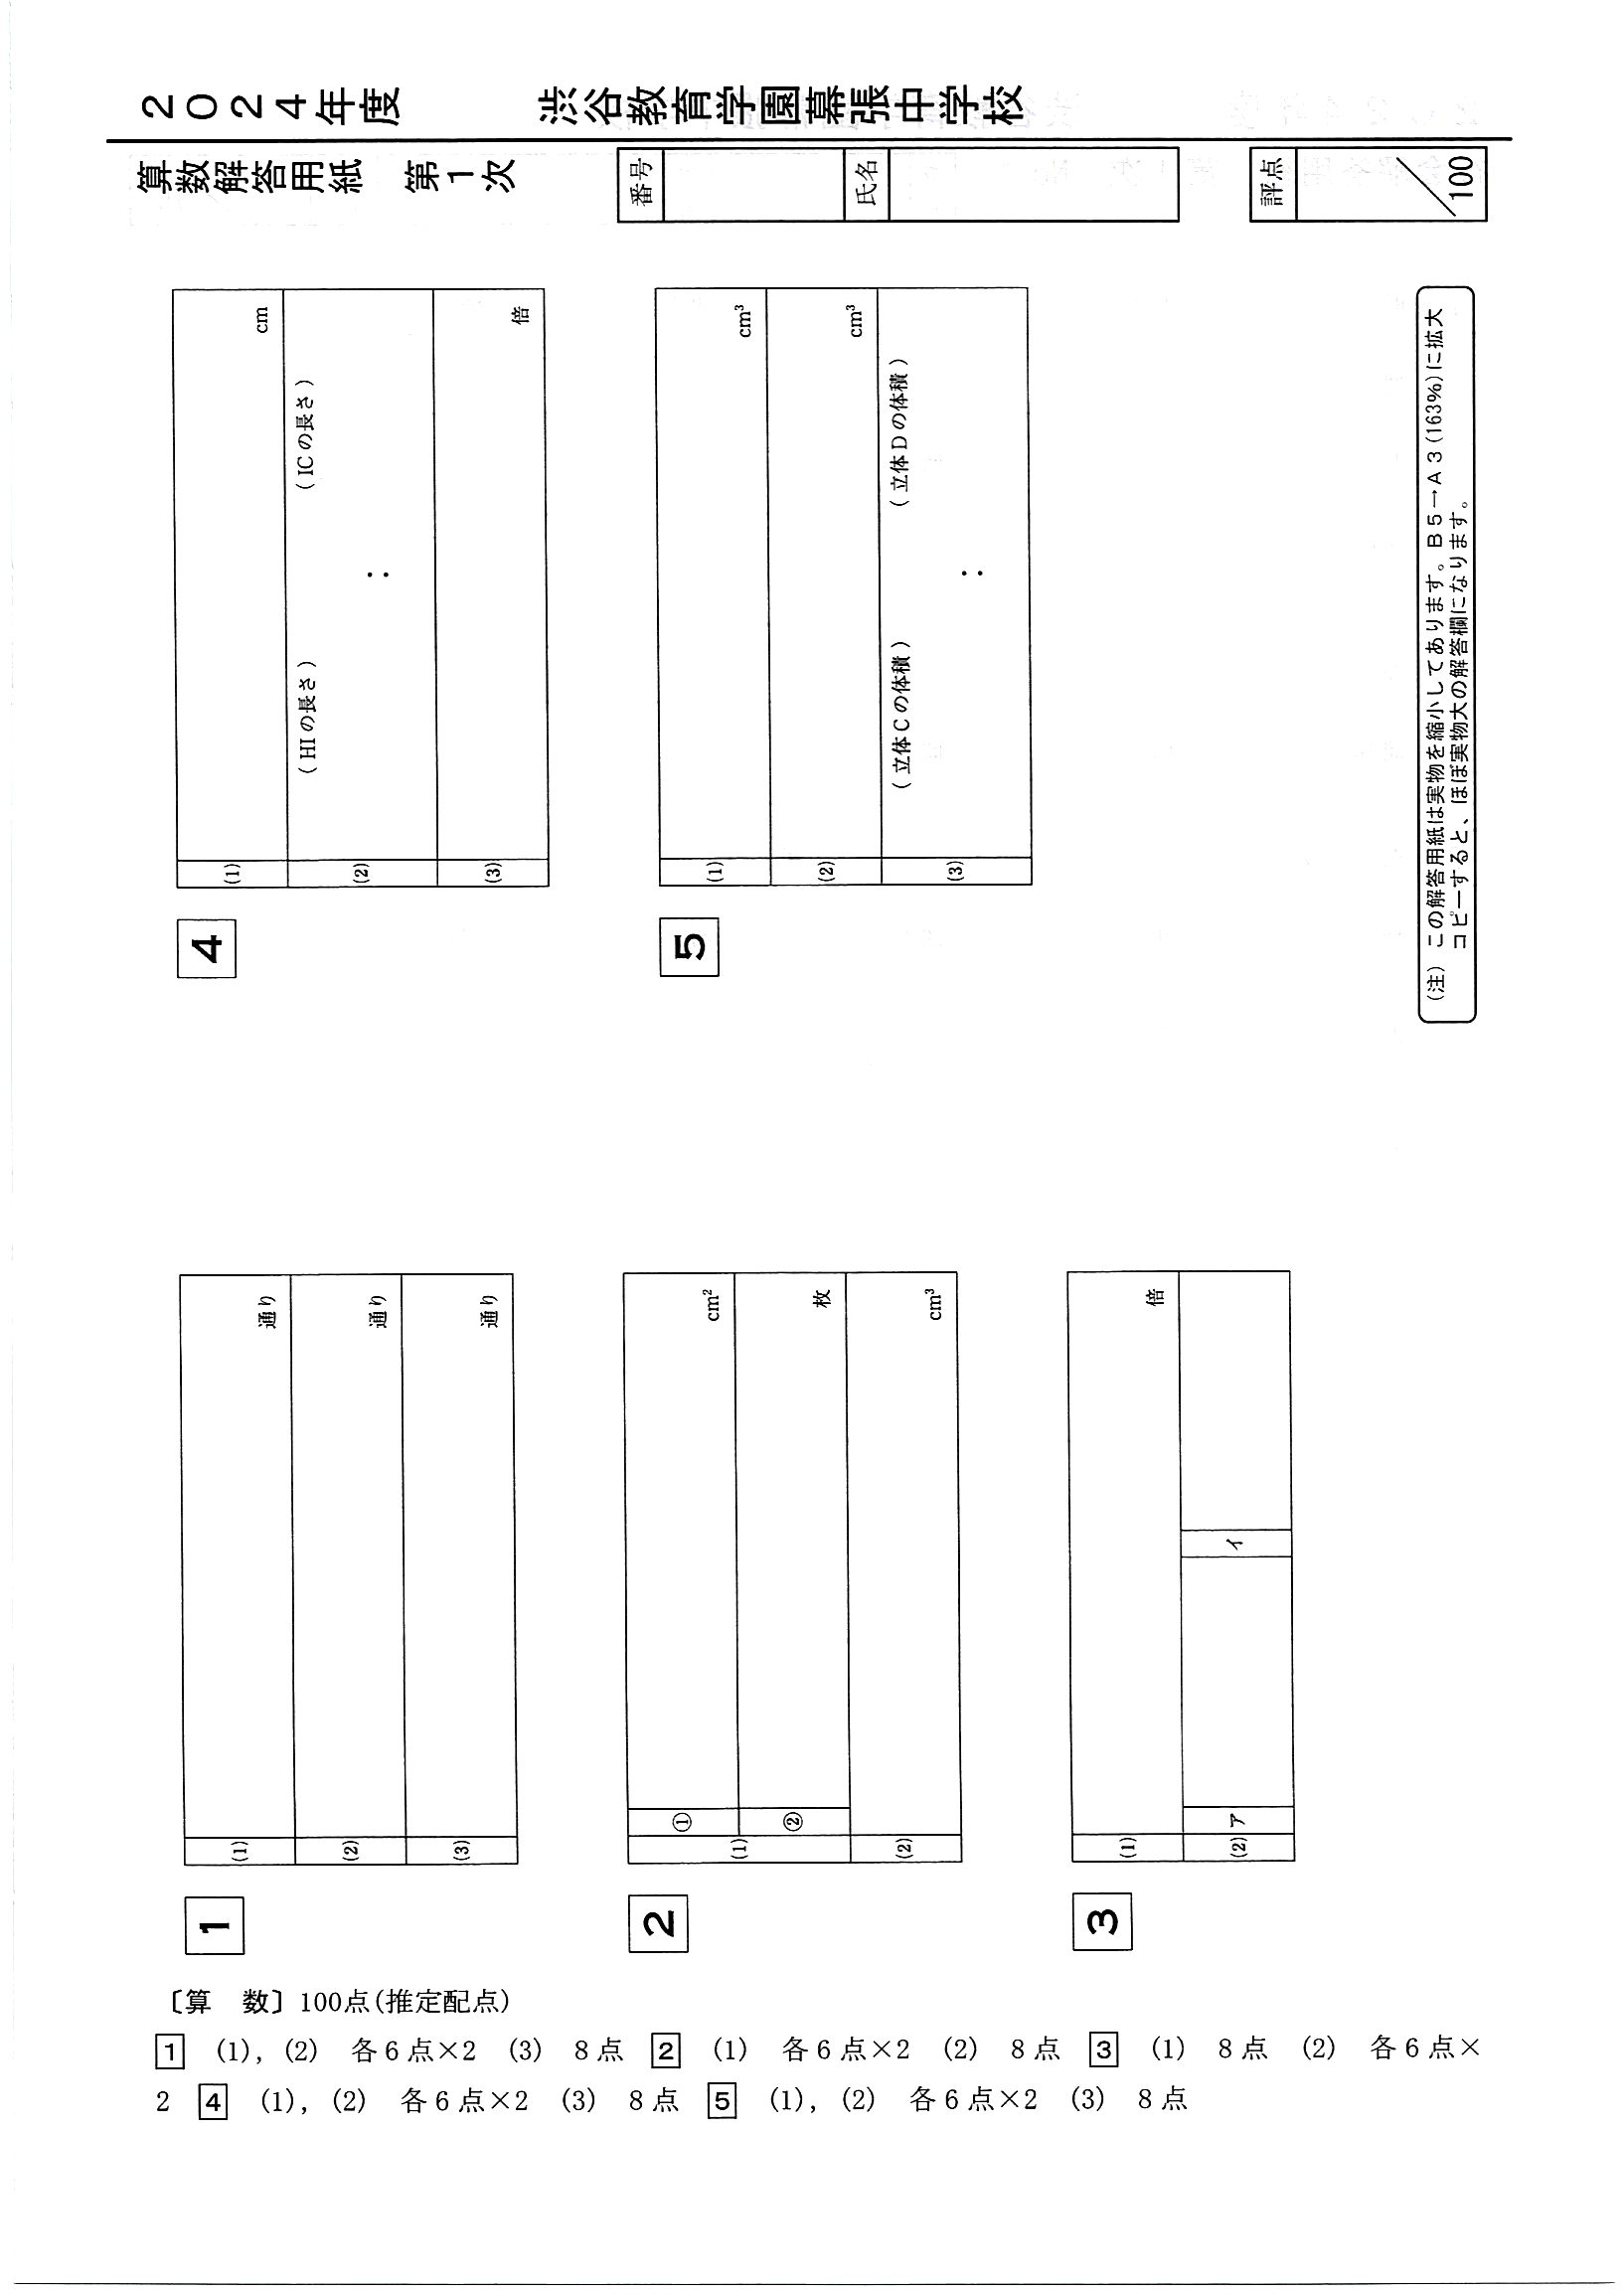 ２０２４年度　渋谷教育学園幕張中学校
算数解答用紙　第１次
番号
氏名
評点
／100
1
(1) 通り
(2) 通り
(3) 通り
2
(1) ① cm²
② 枚
(2) cm³
3
(1) 倍
(2) ア イ
4
(1) cm
(2) (HIの長さ) : (ICの長さ)
(3) 倍
5
(1) cm³
(2) cm³
(3) (立体Cの体積) : (立体Dの体積)
(注) この解答用紙は実物を縮小してあります。Ｂ５→Ａ３(163%)に拡大
コピーすると、ほぼ実物大の解答欄になります。
〔算　数〕100点(推定配点)
1　(1), (2)　各６点×2　(3)　8点　2　(1)　各６点×2　(2)　8点　3　(1)　8点　(2)　各６点×
2　4　(1), (2)　各６点×2　(3)　8点　5　(1), (2)　各６点×2　(3)　8点